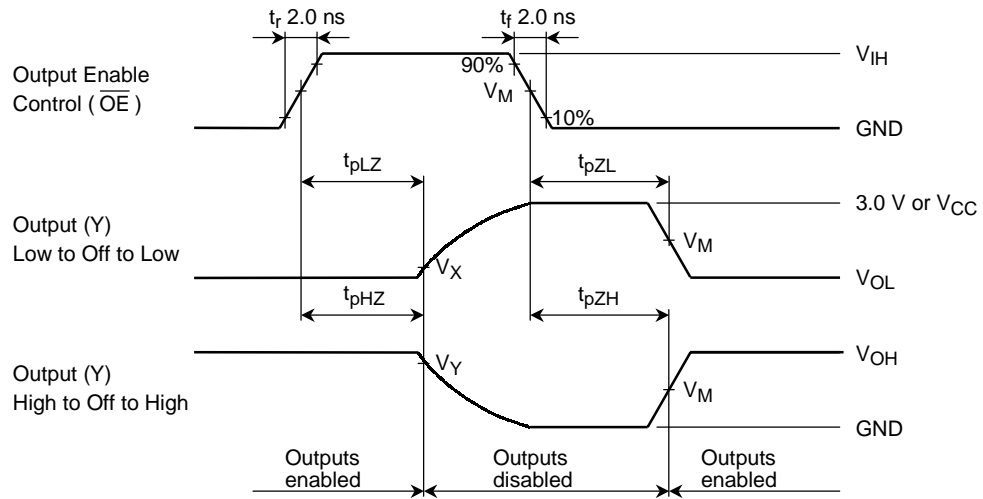 tr 2.0 ns
tf 2.0 ns
Output Enable
Control ( OE )
90%
VM
10%
VIH
GND
tpLZ
tpZL
Output (Y)
Low to Off to Low
VX
VM
3.0 V or VCC
VOL
tpHZ
tpZH
Output (Y)
High to Off to High
VY
VM
VOH
GND
Outputs
enabled
Outputs
disabled
Outputs
enabled